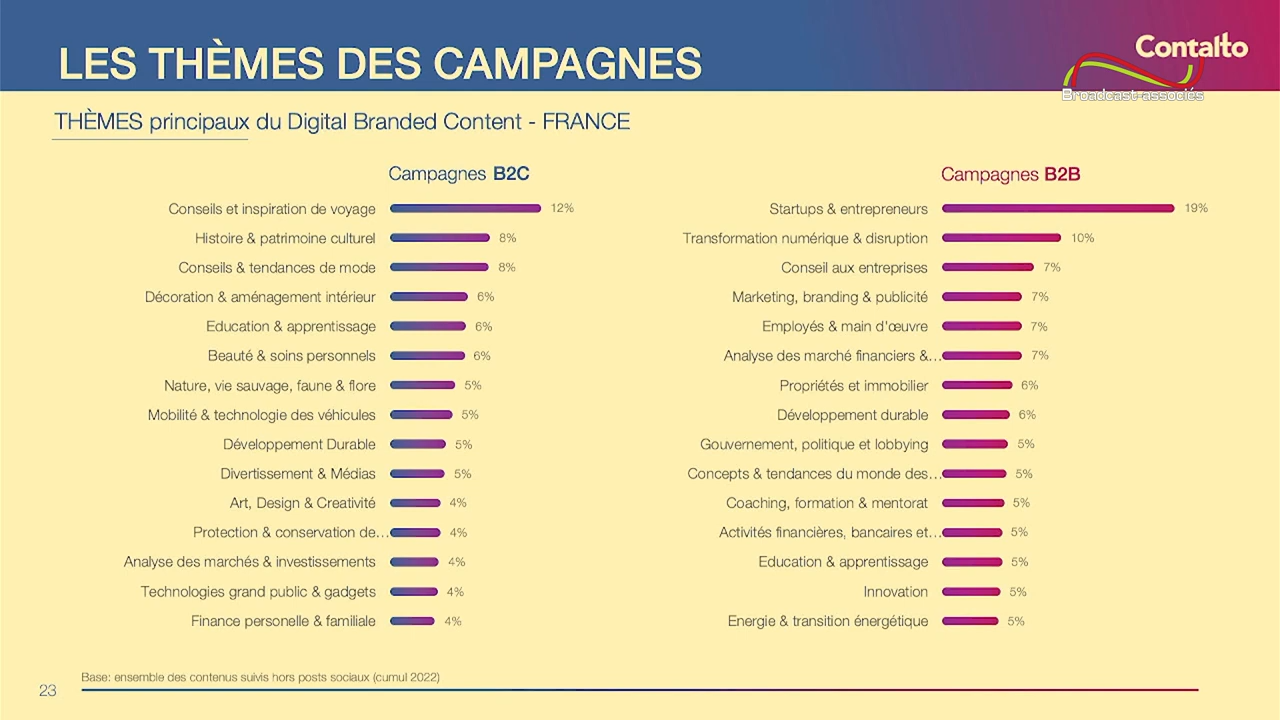 LES THÈMES DES CAMPAGNES
Contalto
Broadcast-associés
THÈMES principaux du Digital Branded Content - FRANCE
Campagnes B2C
Conseils et inspiration de voyage 12%
Histoire & patrimoine culturel 8%
Conseils & tendances de mode 8%
Décoration & aménagement intérieur 6%
Education & apprentissage 6%
Beauté & soins personnels 6%
Nature, vie sauvage, faune & flore 5%
Mobilité & technologie des véhicules 5%
Développement Durable 5%
Divertissement & Médias 5%
Art, Design & Creativité 4%
Protection & conservation de… 4%
Analyse des marchés & investissements 4%
Technologies grand public & gadgets 4%
Finance personelle & familiale 4%
Campagnes B2B
Startups & entrepreneurs 19%
Transformation numérique & disruption 10%
Conseil aux entreprises 7%
Marketing, branding & publicité 7%
Employés & main d'œuvre 7%
Analyse des marché financiers &… 7%
Propriétés et immobilier 6%
Développement durable 6%
Gouvernement, politique et lobbying 5%
Concepts & tendances du monde des… 5%
Coaching, formation & mentorat 5%
Activités financières, bancaires et… 5%
Education & apprentissage 5%
Innovation 5%
Energie & transition énergétique 5%
Base: ensemble des contenus suivis hors posts sociaux (cumul 2022)
23